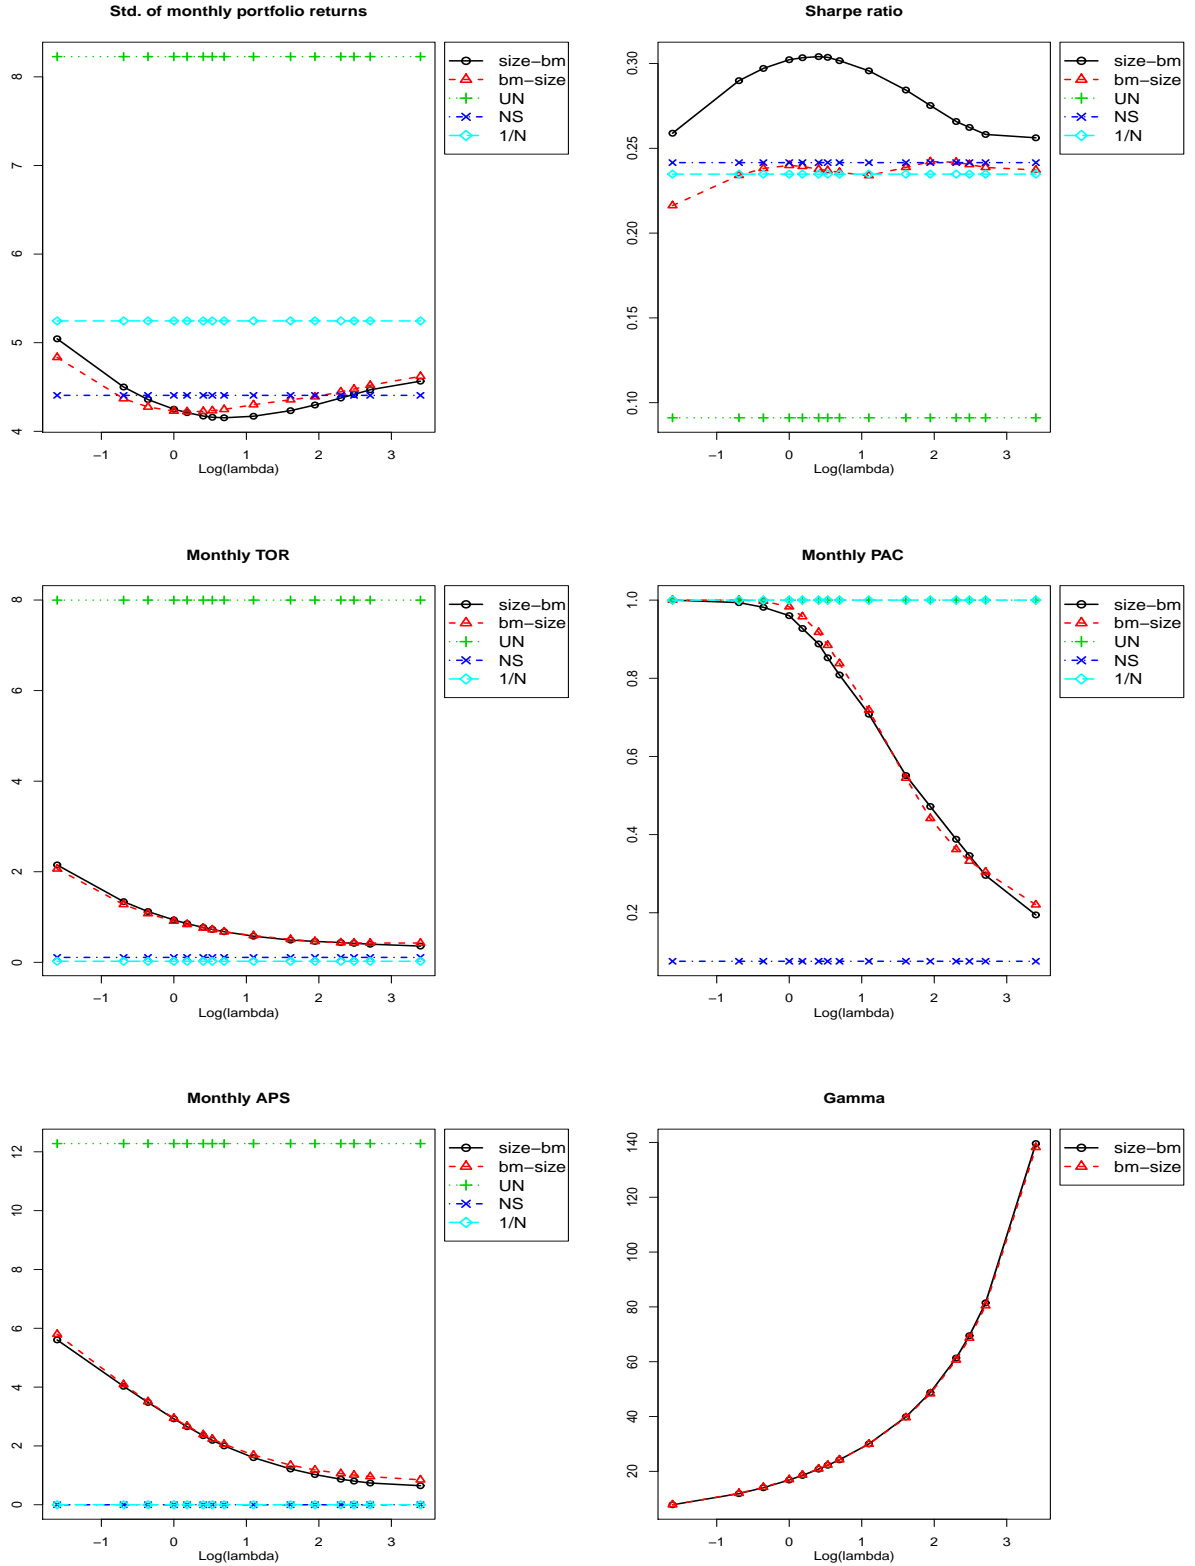 Std. of monthly portfolio returns
8
6
5
4
−1 0 1 2 3
Log(lambda)
size−bm
bm−size
UN
NS
1/N
Sharpe ratio
0.30
0.25
0.20
0.15
0.10
−1 0 1 2 3
Log(lambda)
size−bm
bm−size
UN
NS
1/N
Monthly TOR
8
6
4
2
0
−1 0 1 2 3
Log(lambda)
size−bm
bm−size
UN
NS
1/N
Monthly PAC
1.0
0.8
0.6
0.4
0.2
−1 0 1 2 3
Log(lambda)
size−bm
bm−size
UN
NS
1/N
Monthly APS
12
10
8
6
4
2
0
−1 0 1 2 3
Log(lambda)
size−bm
bm−size
UN
NS
1/N
Gamma
140
120
100
80
60
40
20
−1 0 1 2 3
Log(lambda)
size−bm
bm−size